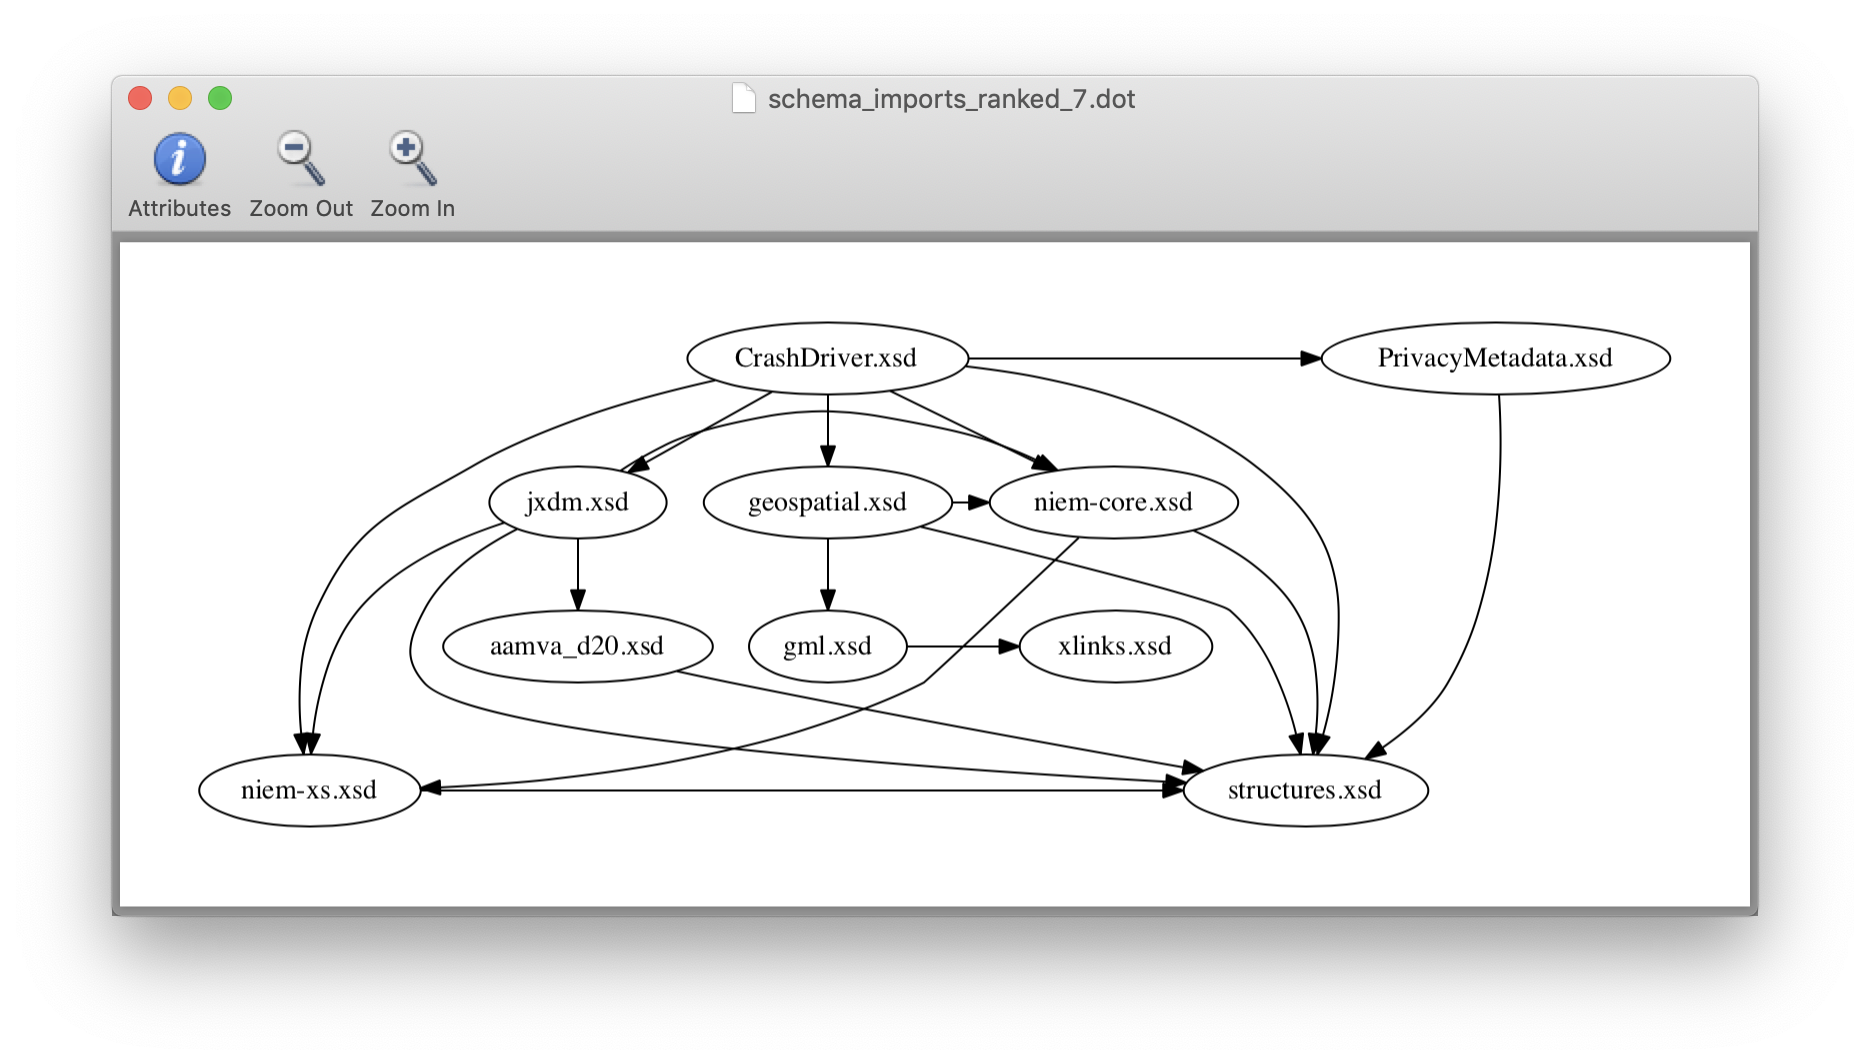 schema_imports_ranked_7.dot
Attributes
Zoom Out
Zoom In
CrashDriver.xsd
PrivacyMetadata.xsd
jxdm.xsd
geospatial.xsd
niem-core.xsd
aamva_d20.xsd
gml.xsd
xlinks.xsd
niem-xs.xsd
structures.xsd